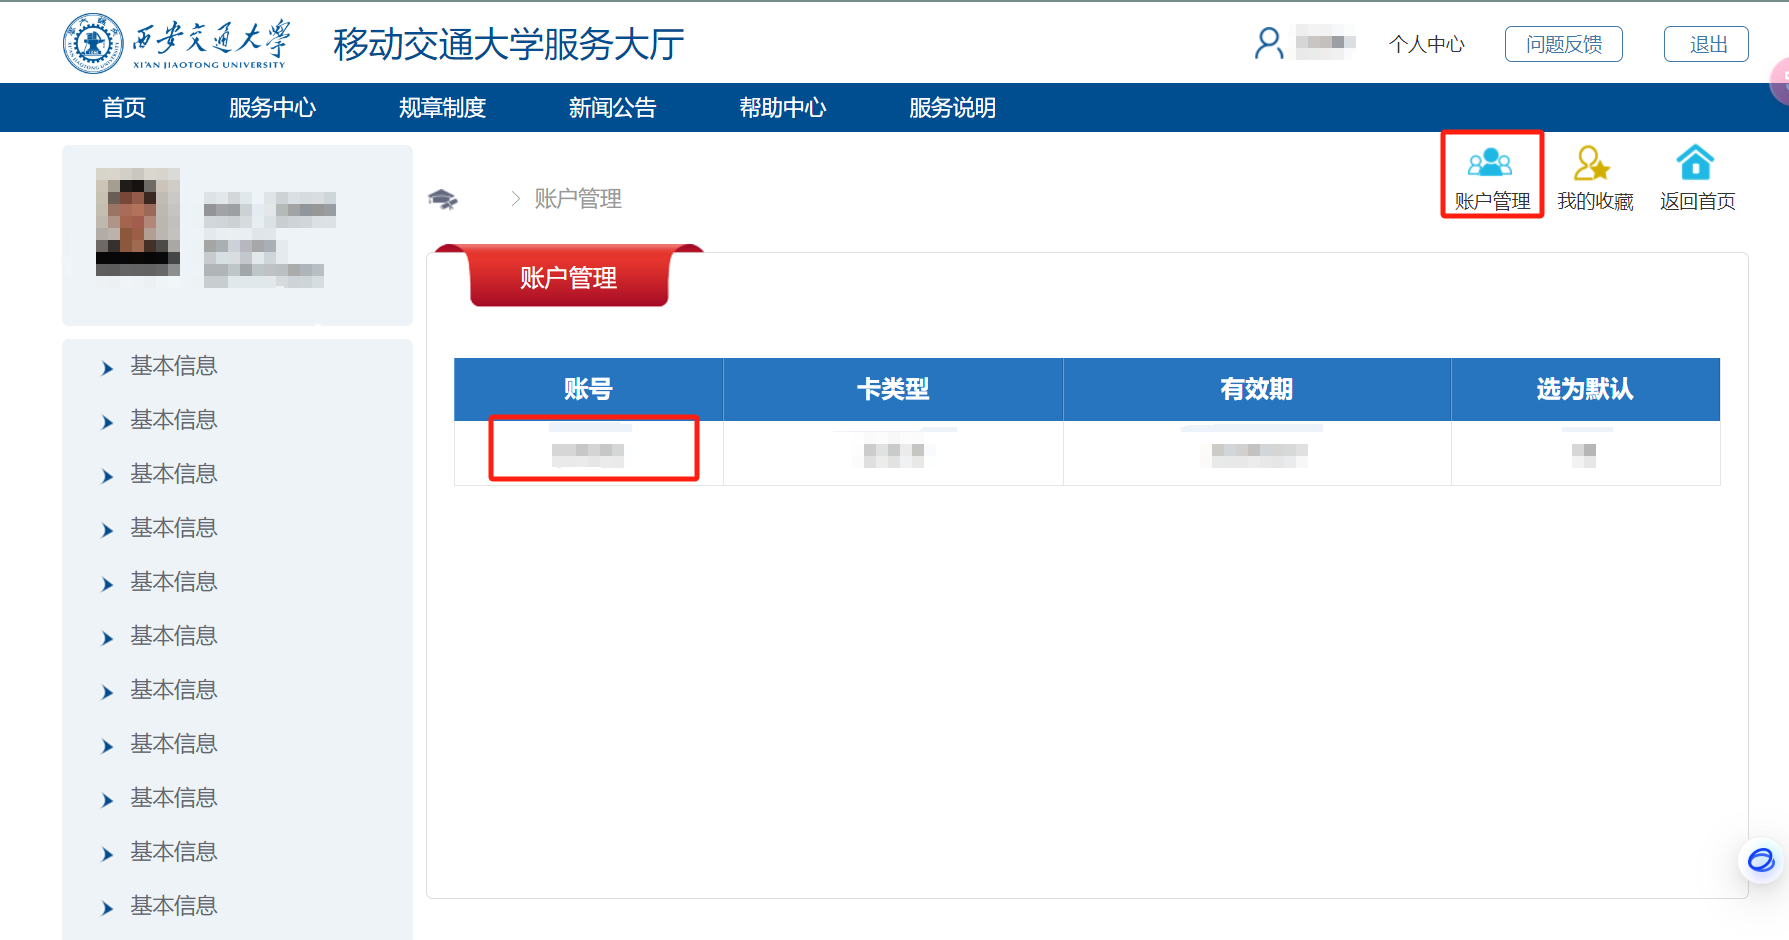 西安交通大学
XI'AN JIAOTONG UNIVERSITY
移动交通大学服务大厅
个人中心
问题反馈
退出
首页
服务中心
规章制度
新闻公告
帮助中心
服务说明
账户管理
账户管理
我的收藏
返回首页
账户管理
账号
卡类型
有效期
选为默认
基本信息
基本信息
基本信息
基本信息
基本信息
基本信息
基本信息
基本信息
基本信息
基本信息
基本信息